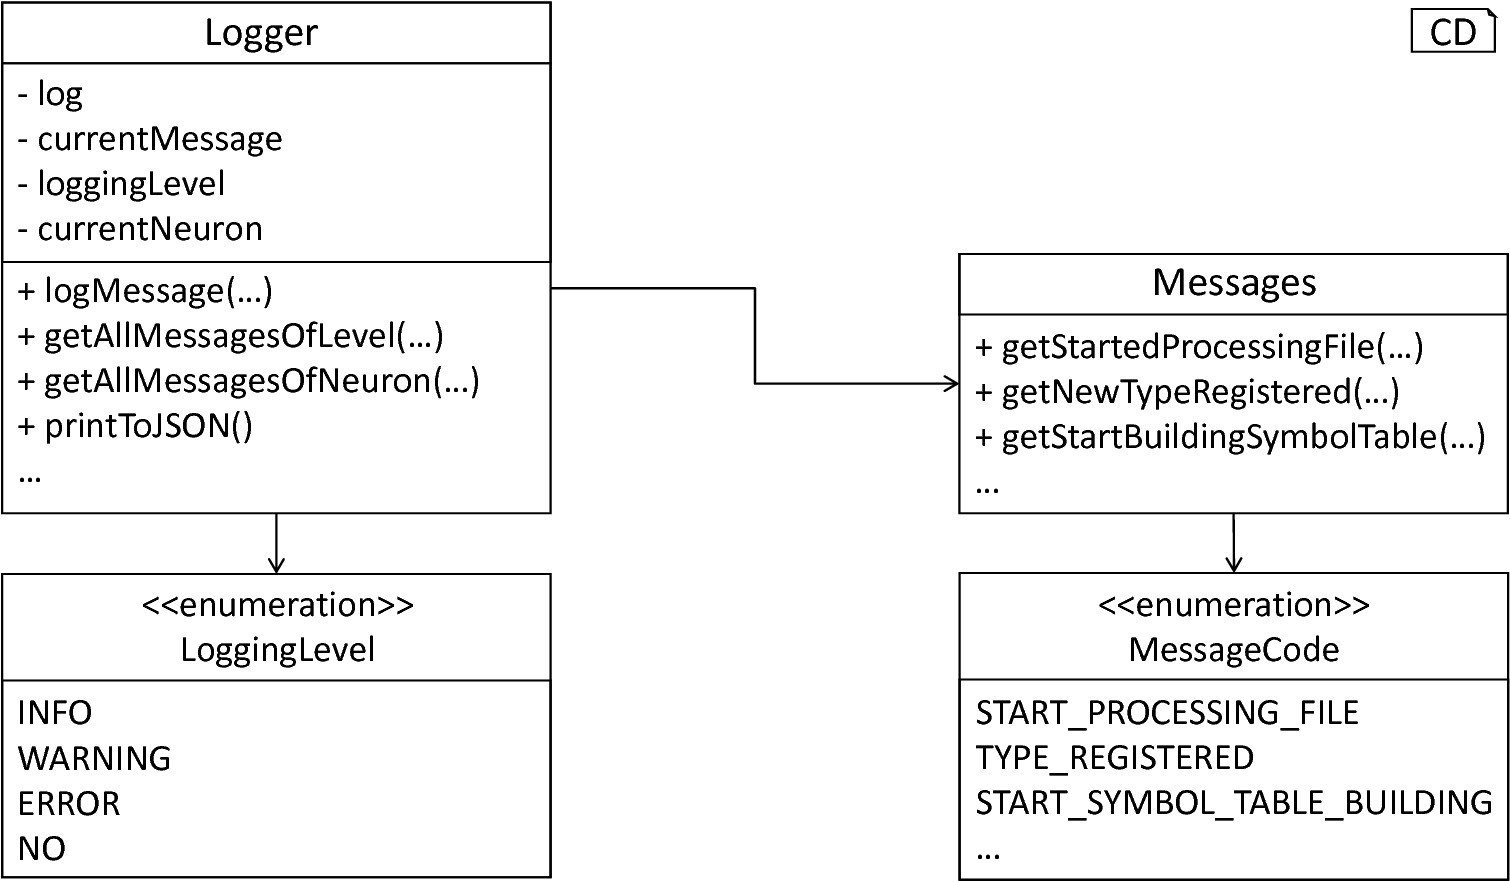 Logger
- log
- currentMessage
- loggingLevel
- currentNeuron
+ logMessage(...)
+ getAllMessagesOfLevel(...)
+ getAllMessagesOfNeuron(...)
+ printToJSON()
...
<<enumeration>>
LoggingLevel
INFO
WARNING
ERROR
NO
CD
Messages
+ getStartedProcessingFile(...)
+ getNewTypeRegistered(...)
+ getStartBuildingSymbolTable(...)
...
<<enumeration>>
MessageCode
START_PROCESSING_FILE
TYPE_REGISTERED
START_SYMBOL_TABLE_BUILDING
...